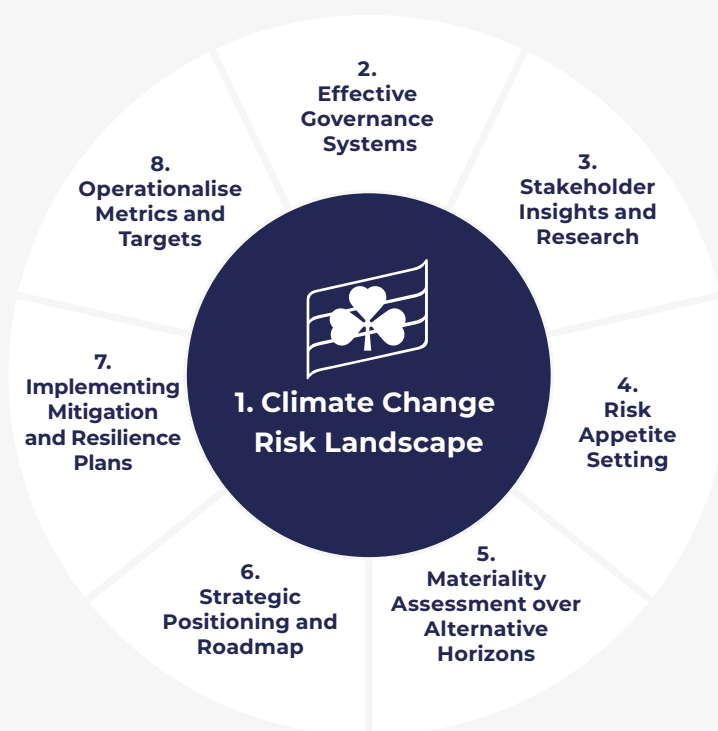 1. Climate Change
Risk Landscape
2.
Effective
Governance
Systems
3.
Stakeholder
Insights and
Research
4.
Risk
Appetite
Setting
5.
Materiality
Assessment over
Alternative
Horizons
6.
Strategic
Positioning and
Roadmap
7.
Implementing
Mitigation
and Resilience
Plans
8.
Operationalise
Metrics and
Targets